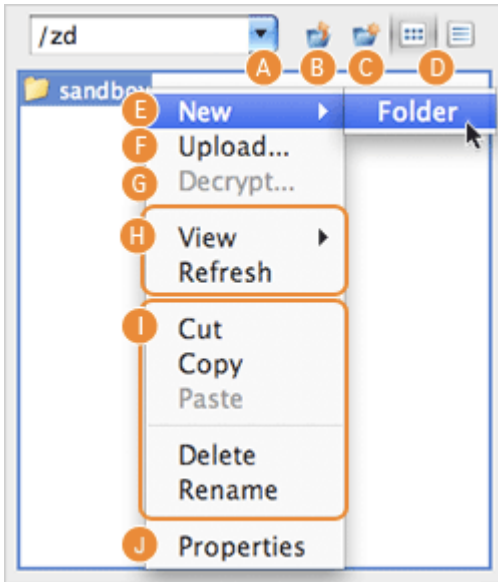 /zd
A B C D
sandbox
E New Folder
F Upload...
G Decrypt...
H View
Refresh
I Cut
Copy
Paste
Delete
Rename
J Properties